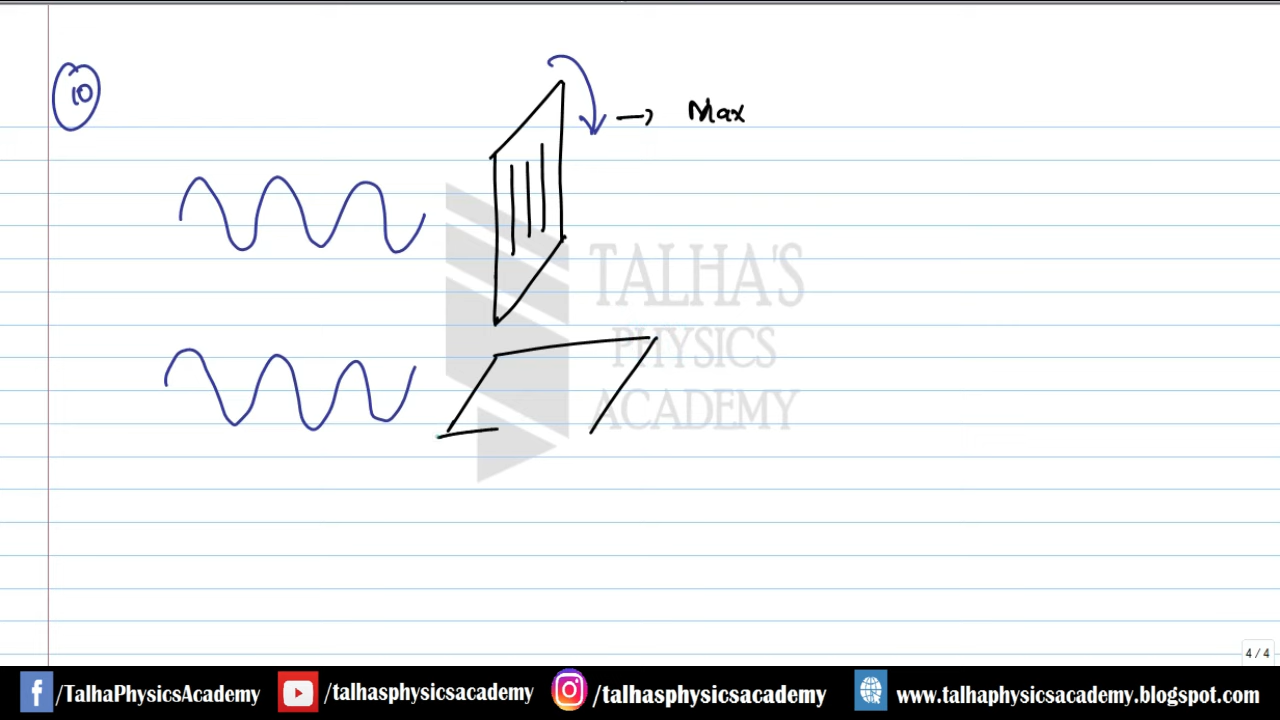 10
→ Max
TALHA'S
PHYSICS
ACADEMY
4/4
/TalhaPhysicsAcademy
/talhasphysicsacademy
/talhasphysicsacademy
www.talhaphysicsacademy.blogspot.com